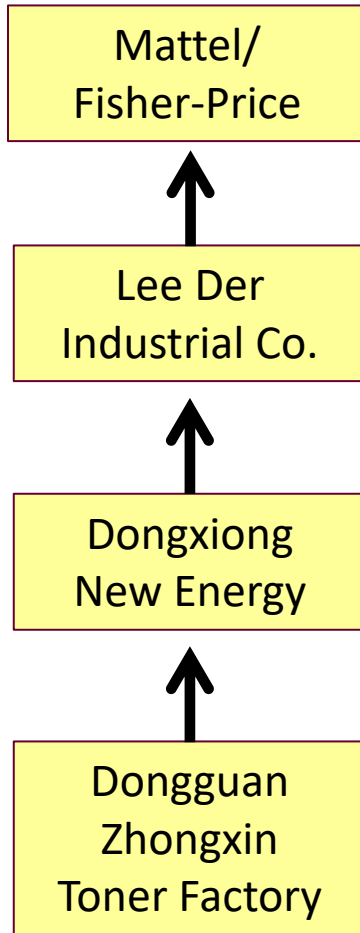 Mattel/
Fisher-Price
Lee Der
Industrial Co.
Dongxiong
New Energy
Dongguan
Zhongxin
Toner Factory